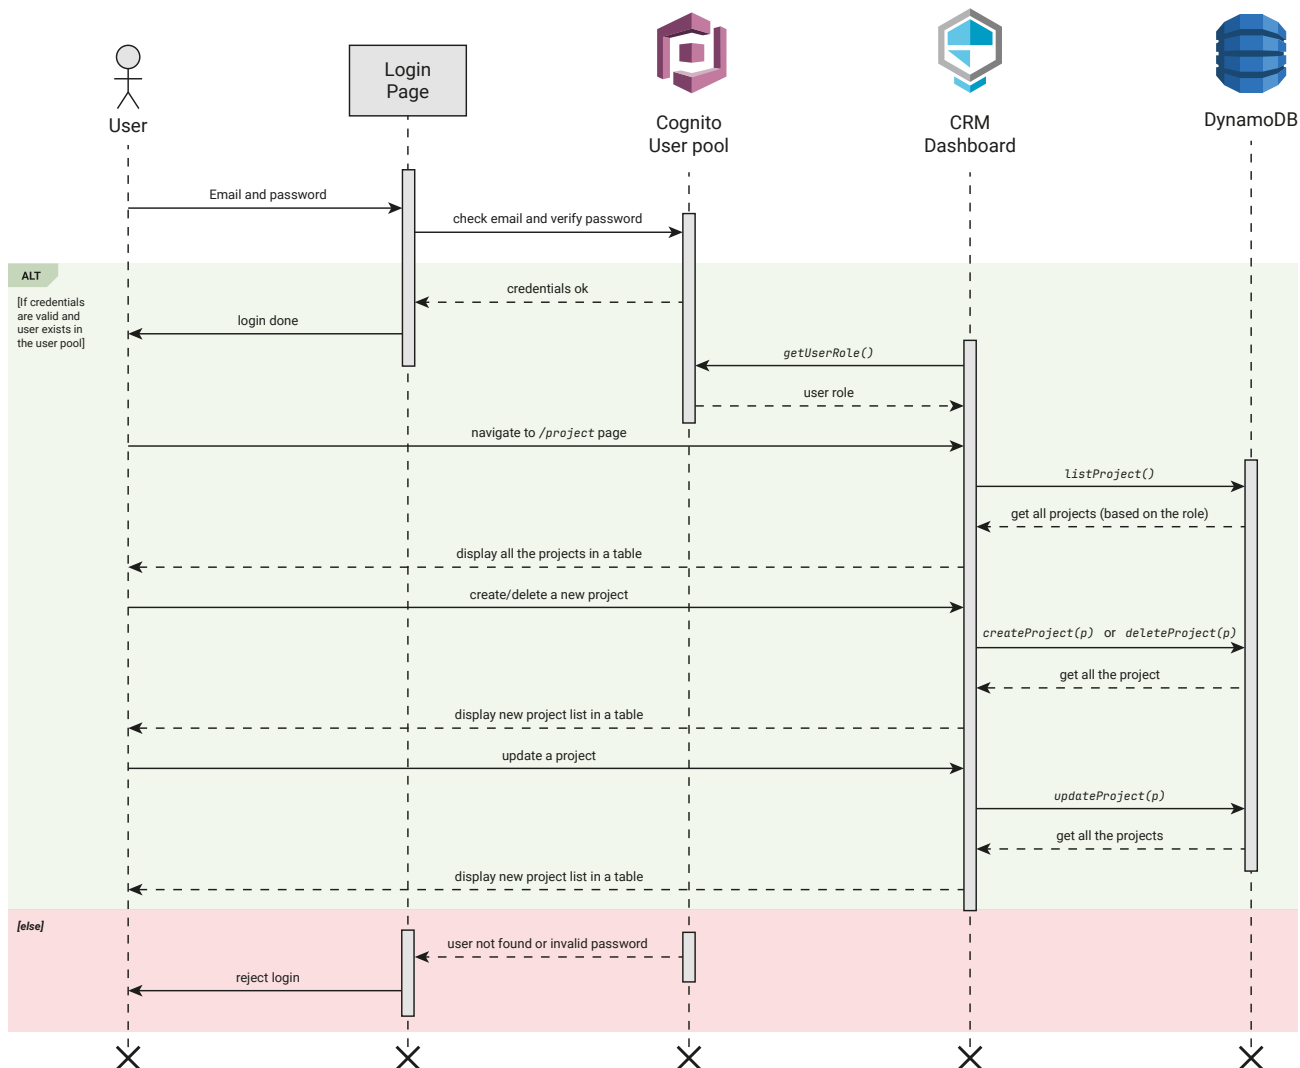 User
Login
Page
Cognito
User pool
CRM
Dashboard
DynamoDB
Email and password
check email and verify password
ALT
[If credentials
are valid and
user exists in
the user pool]
credentials ok
login done
getUserRole()
user role
navigate to /project page
listProject()
get all projects (based on the role)
display all the projects in a table
create/delete a new project
createProject(p) or deleteProject(p)
get all the project
display new project list in a table
update a project
updateProject(p)
get all the projects
display new project list in a table
[else]
user not found or invalid password
reject login